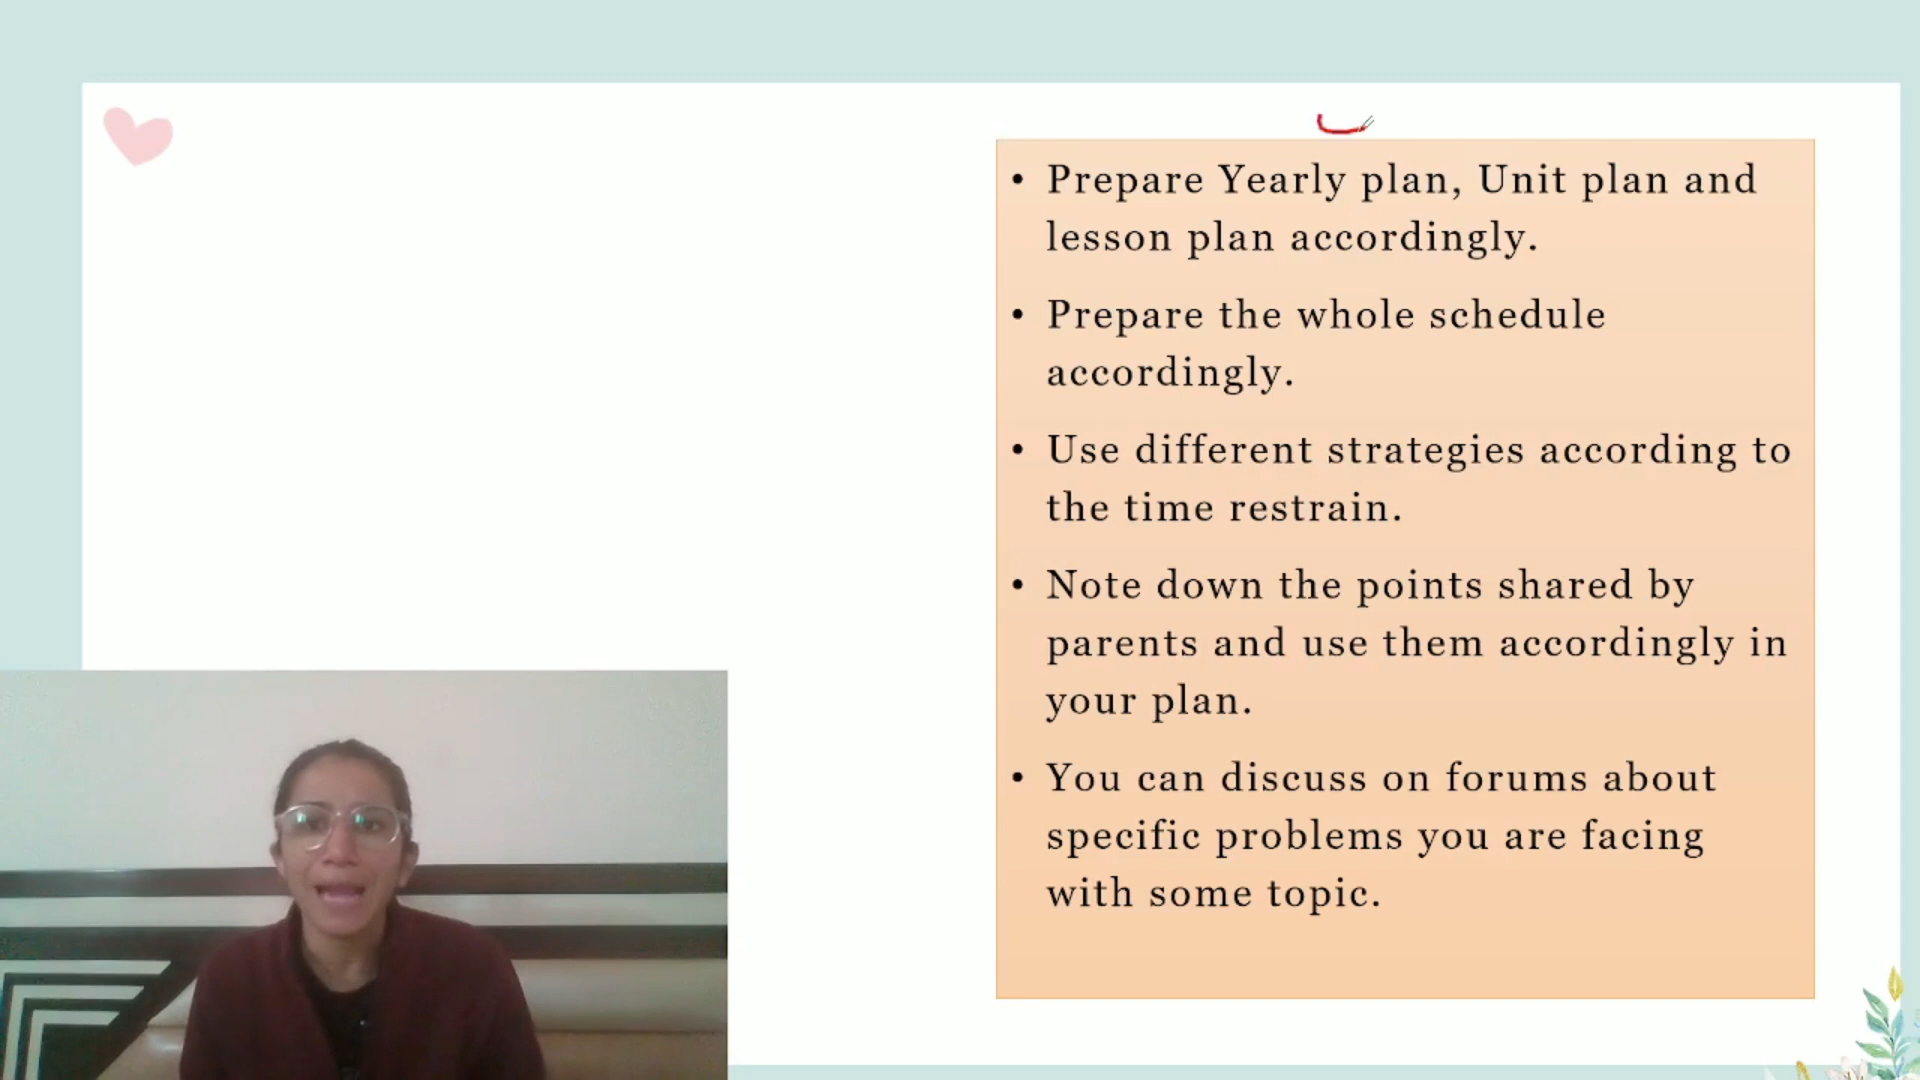 • Prepare Yearly plan, Unit plan and
lesson plan accordingly.
• Prepare the whole schedule
accordingly.
• Use different strategies according to
the time restrain.
• Note down the points shared by
parents and use them accordingly in
your plan.
• You can discuss on forums about
specific problems you are facing
with some topic.